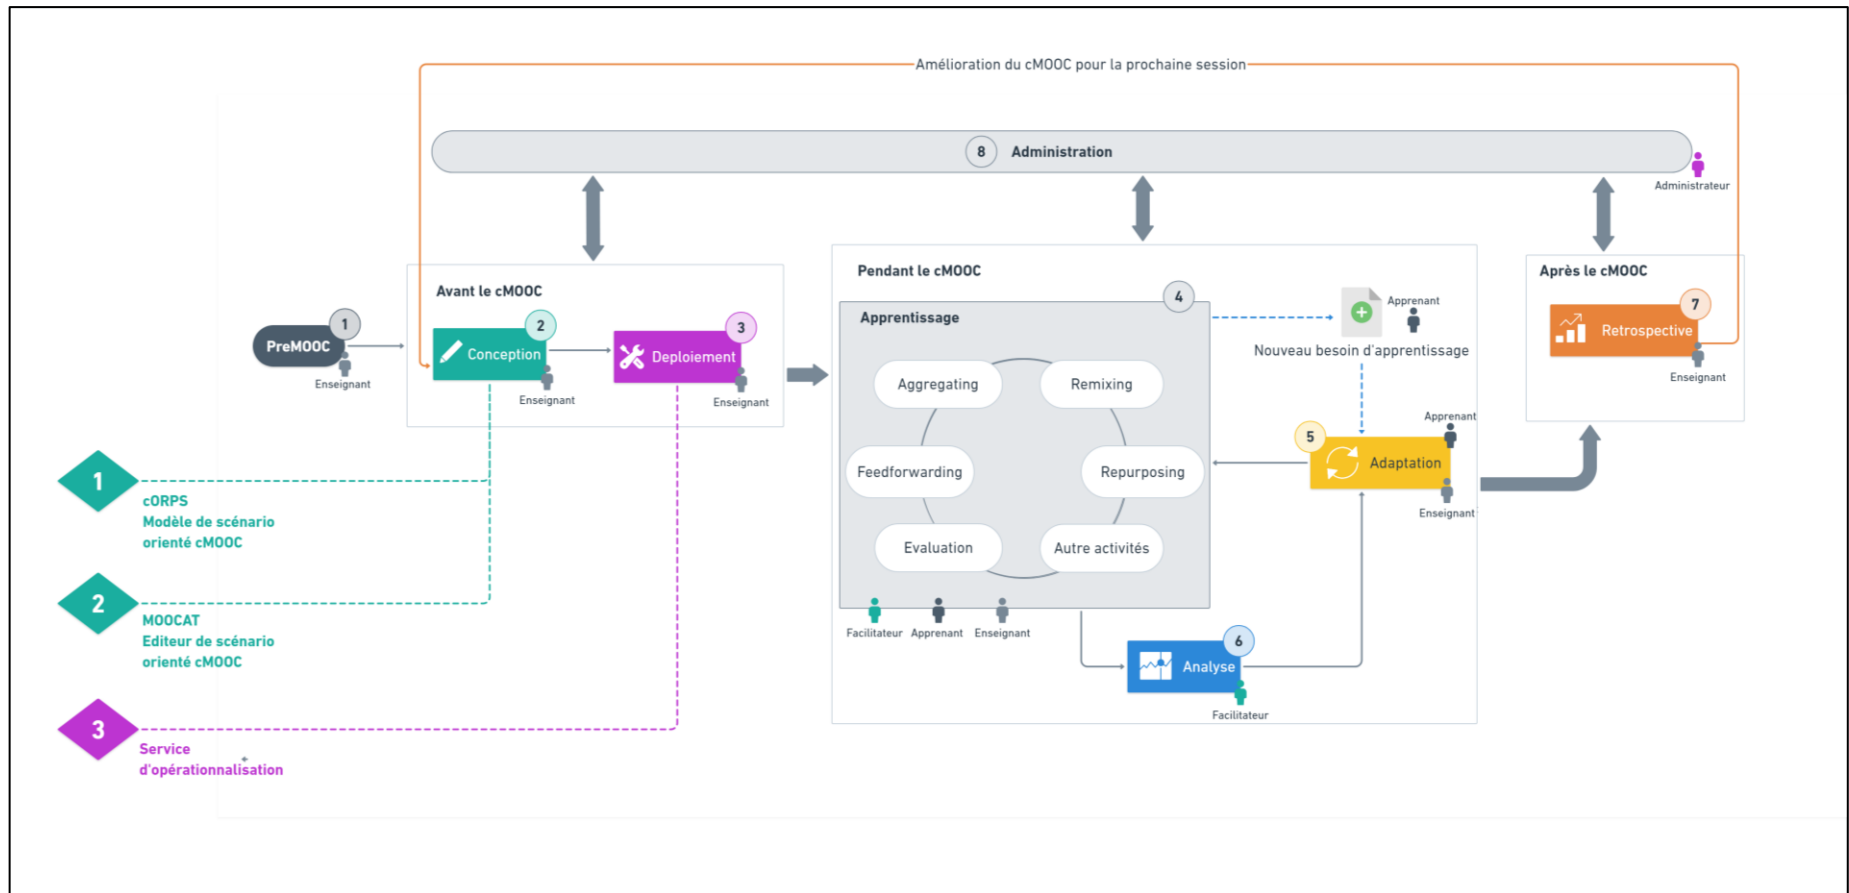 Amélioration du cMOOC pour la prochaine session
8 Administration
Administrateur
Avant le cMOOC
PreMOOC
1
Enseignant
2
Conception
Enseignant
3
Deploiement
Enseignant
Pendant le cMOOC
4
Apprentissage
Aggregating
Remixing
Feedforwarding
Repurposing
Evaluation
Autre activités
Facilitateur
Apprenant
Enseignant
Apprenant
Nouveau besoin d'apprentissage
5
Adaptation
Apprenant
Enseignant
6
Analyse
Facilitateur
Après le cMOOC
7
Retrospective
Enseignant
1
cORPS
Modèle de scénario
orienté cMOOC
2
MOOCAT
Editeur de scénario
orienté cMOOC
3
Service
d'opérationnalisation